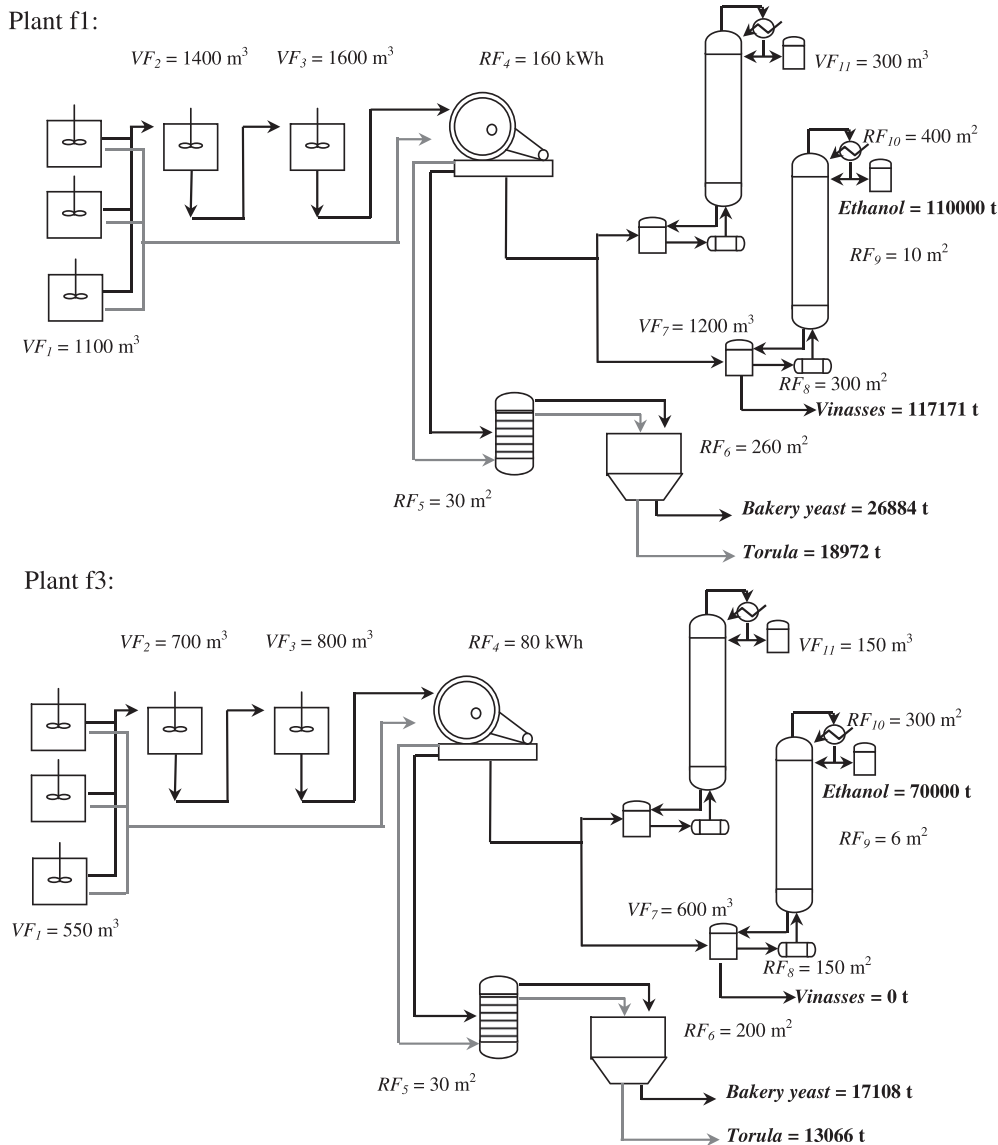 Plant f1:
VF₂ = 1400 m³
VF₃ = 1600 m³
RF₄ = 160 kWh
VF₁₁ = 300 m³
RF₁₀ = 400 m²
Ethanol = 110000 t
RF₉ = 10 m²
VF₇ = 1200 m³
VF₁ = 1100 m³
RF₈ = 300 m²
Vinasses = 117171 t
RF₆ = 260 m²
RF₅ = 30 m²
Bakery yeast = 26884 t
Torula = 18972 t
Plant f3:
VF₂ = 700 m³
VF₃ = 800 m³
RF₄ = 80 kWh
VF₁₁ = 150 m³
RF₁₀ = 300 m²
Ethanol = 70000 t
RF₉ = 6 m²
VF₇ = 600 m³
VF₁ = 550 m³
RF₈ = 150 m²
Vinasses = 0 t
RF₆ = 200 m²
RF₅ = 30 m²
Bakery yeast = 17108 t
Torula = 13066 t